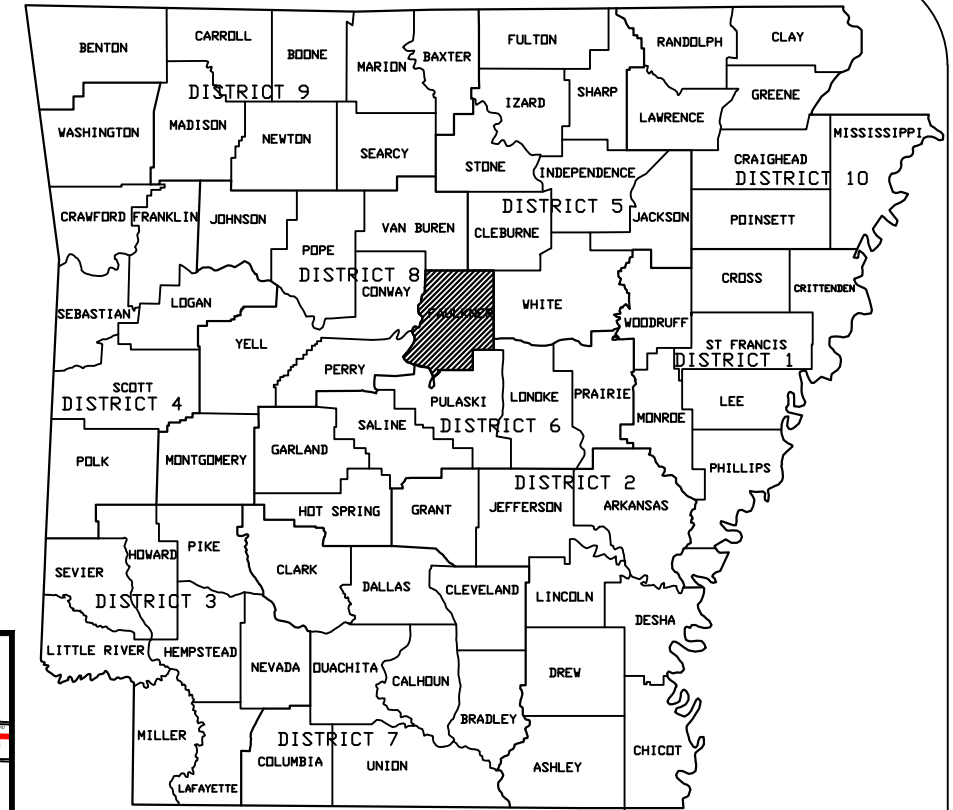 BENTON
CARROLL
BOONE
MARION
BAXTER
FULTON
RANDOLPH
CLAY
DISTRICT 9
SHARP
IZARD
GREENE
LAWRENCE
WASHINGTON
MADISON
NEWTON
SEARCY
STONE
INDEPENDENCE
MISSISSIPPI
CRAIGHEAD
DISTRICT 10
CRAWFORD
FRANKLIN
JOHNSON
POPE
VAN BUREN
DISTRICT 5
CLEBURNE
JACKSON
POINSETT
DISTRICT 8
CONWAY
CROSS
CRITTENDEN
SEBASTIAN
LOGAN
FAULKNER
WHITE
WOODRUFF
YELL
ST FRANCIS
DISTRICT 1
PERRY
SCOTT
DISTRICT 4
PULASKI
LONOKE
PRAIRIE
LEE
SALINE
DISTRICT 6
MONROE
POLK
MONTGOMERY
GARLAND
PHILLIPS
DISTRICT 2
HOT SPRING
GRANT
JEFFERSON
ARKANSAS
HOWARD
PIKE
SEVIER
CLARK
DALLAS
CLEVELAND
LINCOLN
DISTRICT 3
DESHA
LITTLE RIVER
HEMPSTEAD
NEVADA
OUACHITA
CALHOUN
DREW
BRADLEY
MILLER
DISTRICT 7
COLUMBIA
UNION
ASHLEY
CHICOT
LAFAYETTE